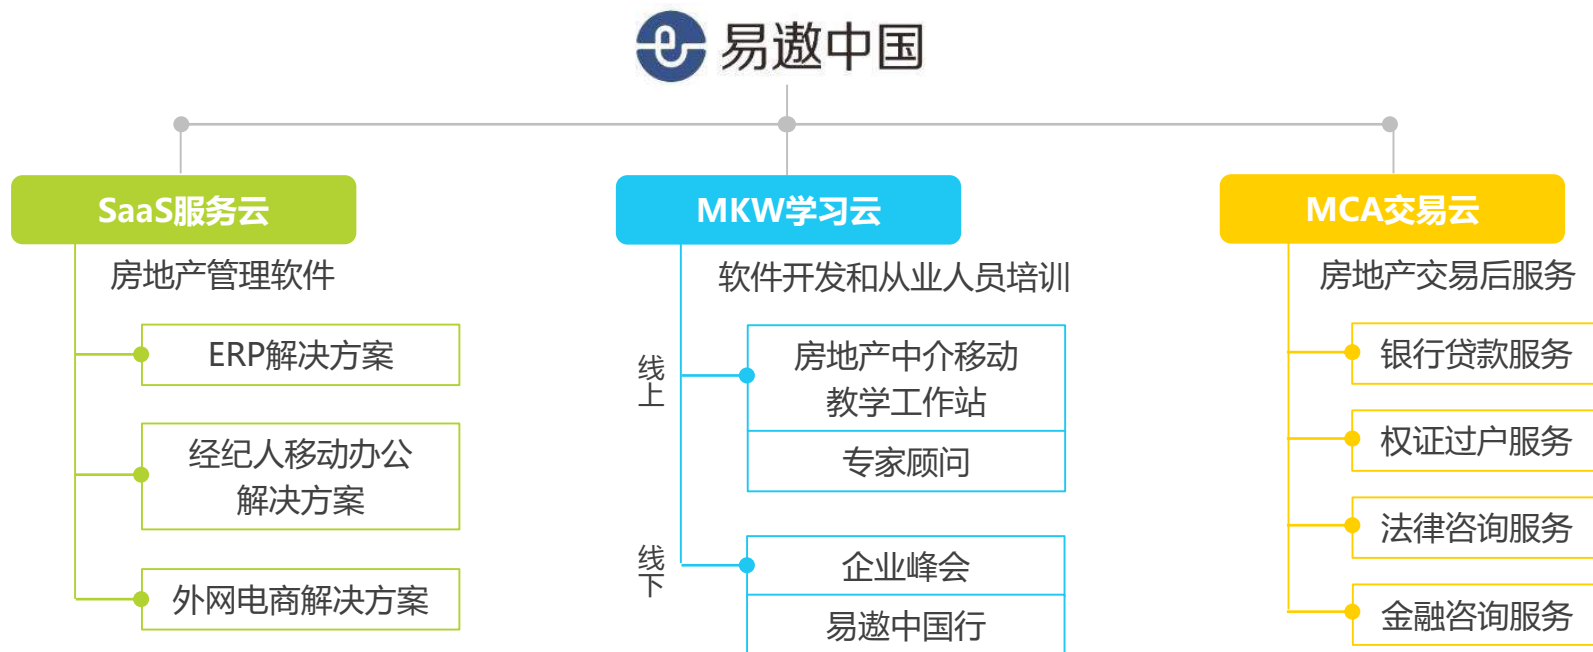 易遨中国
SaaS服务云
房地产管理软件
ERP解决方案
经纪人移动办公
解决方案
外网电商解决方案
MKW学习云
软件开发和从业人员培训
线上
房地产中介移动
教学工作站
专家顾问
线下
企业峰会
易遨中国行
MCA交易云
房地产交易后服务
银行贷款服务
权证过户服务
法律咨询服务
金融咨询服务